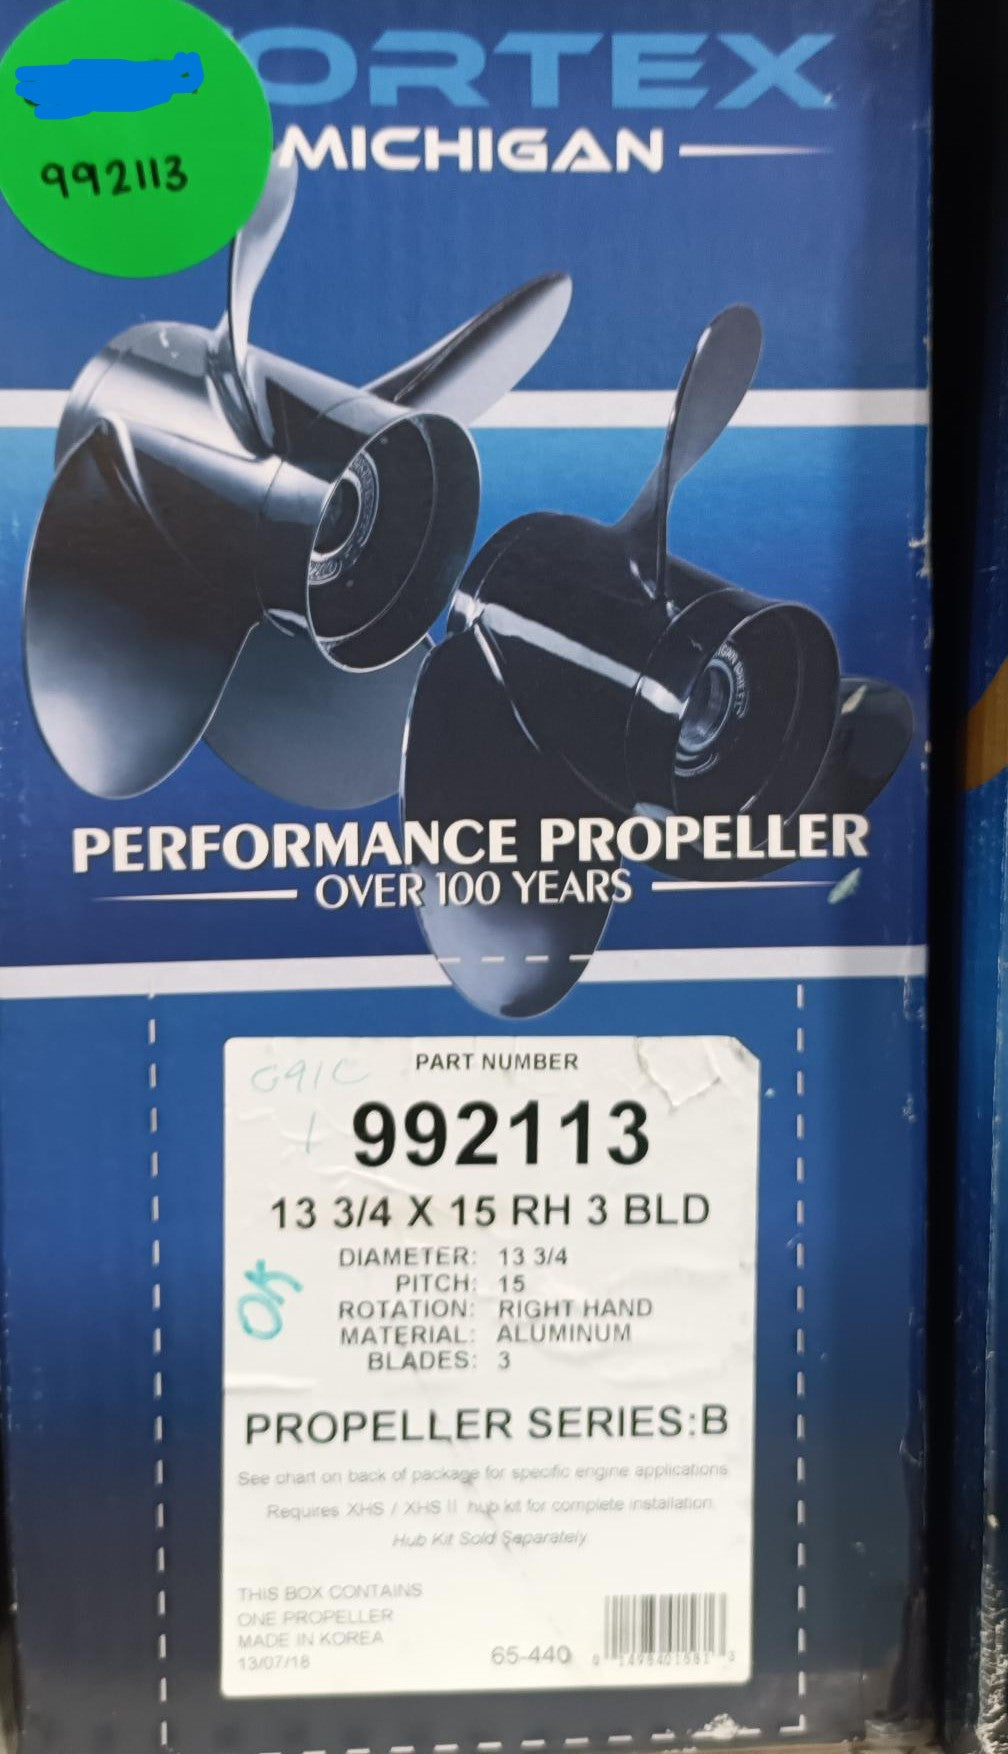 ORTEX
MICHIGAN
992113
PERFORMANCE PROPELLER
OVER 100 YEARS
G91C
PART NUMBER
992113
13 3/4 X 15 RH 3 BLD
DIAMETER: 13 3/4
PITCH: 15
ROTATION: RIGHT HAND
MATERIAL: ALUMINUM
BLADES: 3
OK
PROPELLER SERIES:B
See chart on back of package for specific engine applications
Requires XHS / XHS II hub kit for complete installation
Hub Kit Sold Separately
THIS BOX CONTAINS
ONE PROPELLER
MADE IN KOREA
13/07/18
65-440